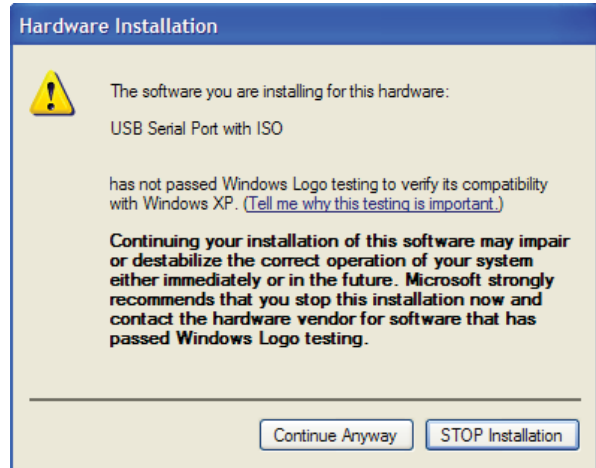 Hardware Installation
The software you are installing for this hardware:
USB Serial Port with ISO
has not passed Windows Logo testing to verify its compatibility
with Windows XP. (Tell me why this testing is important.)
Continuing your installation of this software may impair
or destabilize the correct operation of your system
either immediately or in the future. Microsoft strongly
recommends that you stop this installation now and
contact the hardware vendor for software that has
passed Windows Logo testing.
Continue Anyway STOP Installation